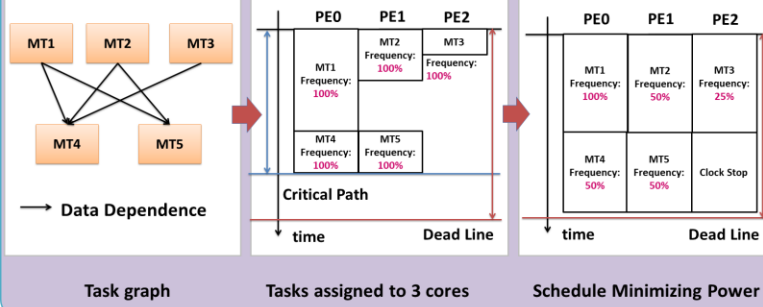 MT1
MT2
MT3
MT4
MT5
Data Dependence
Task graph
PE0
PE1
PE2
MT1
Frequency:
100%
MT2
Frequency:
100%
MT3
Frequency:
100%
MT4
Frequency:
100%
MT5
Frequency:
100%
Critical Path
time
Dead Line
Tasks assigned to 3 cores
PE0
PE1
PE2
MT1
Frequency:
100%
MT2
Frequency:
50%
MT3
Frequency:
25%
MT4
Frequency:
50%
MT5
Frequency:
50%
Clock Stop
time
Dead Line
Schedule Minimizing Power